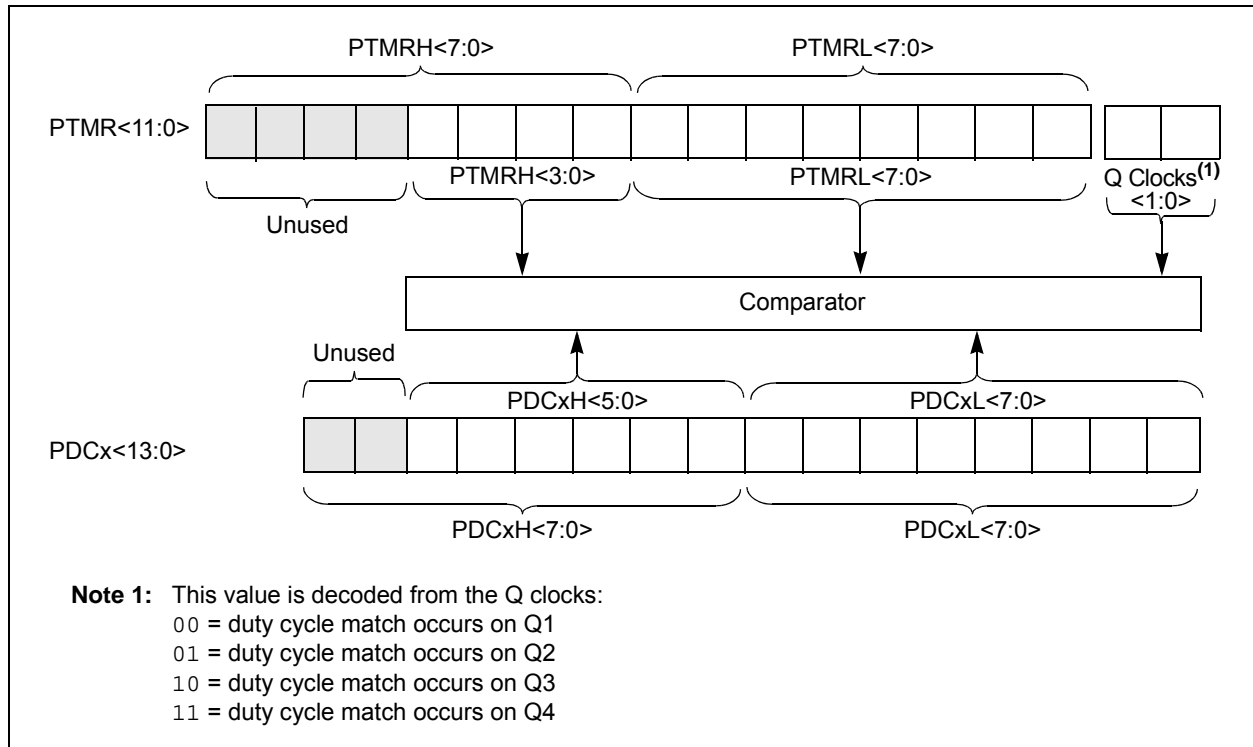 PTMRH<7:0> PTMRL<7:0>
PTMR<11:0>
PTMRH<3:0> PTMRL<7:0> Q Clocks(1)
<1:0>
Unused
Comparator
Unused
PDCxH<5:0> PDCxL<7:0>
PDCx<13:0>
PDCxH<7:0> PDCxL<7:0>
Note 1: This value is decoded from the Q clocks:
00 = duty cycle match occurs on Q1
01 = duty cycle match occurs on Q2
10 = duty cycle match occurs on Q3
11 = duty cycle match occurs on Q4